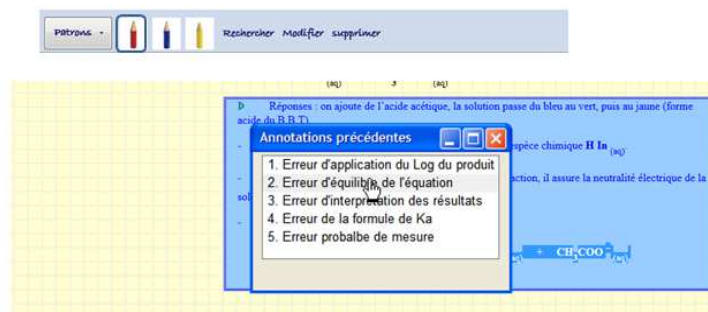 Patrons
Rechercher Modifier supprimer
(aq) 3 (aq)
Réponses : on ajoute de l'acide acétique, la solution passe du bleu au vert, puis au jaune (forme
acide du B.B.T)
Annotations précédentes
- espèce chimique H In (aq)
1. Erreur d'application du Log du produit
2. Erreur d'équilibre de l'équation
- action, il assure la neutralité électrique de la
sol
3. Erreur d'interprétation des résultats
4. Erreur de la formule de Ka
5. Erreur probalbe de mesure
(aq) + CH3COO - (aq)